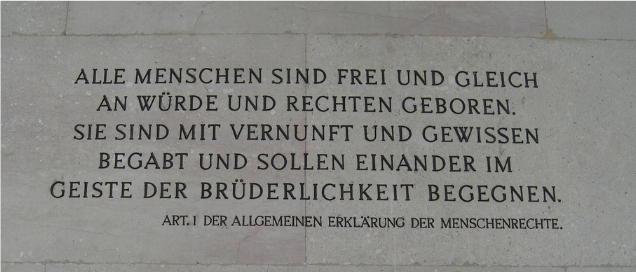 ALLE MENSCHEN SIND FREI UND GLEICH
AN WÜRDE UND RECHTEN GEBOREN.
SIE SIND MIT VERNUNFT UND GEWISSEN
BEGABT UND SOLLEN EINANDER IM
GEISTE DER BRÜDERLICHKEIT BEGEGNEN.
ART. I DER ALLGEMEINEN ERKLÄRUNG DER MENSCHENRECHTE.